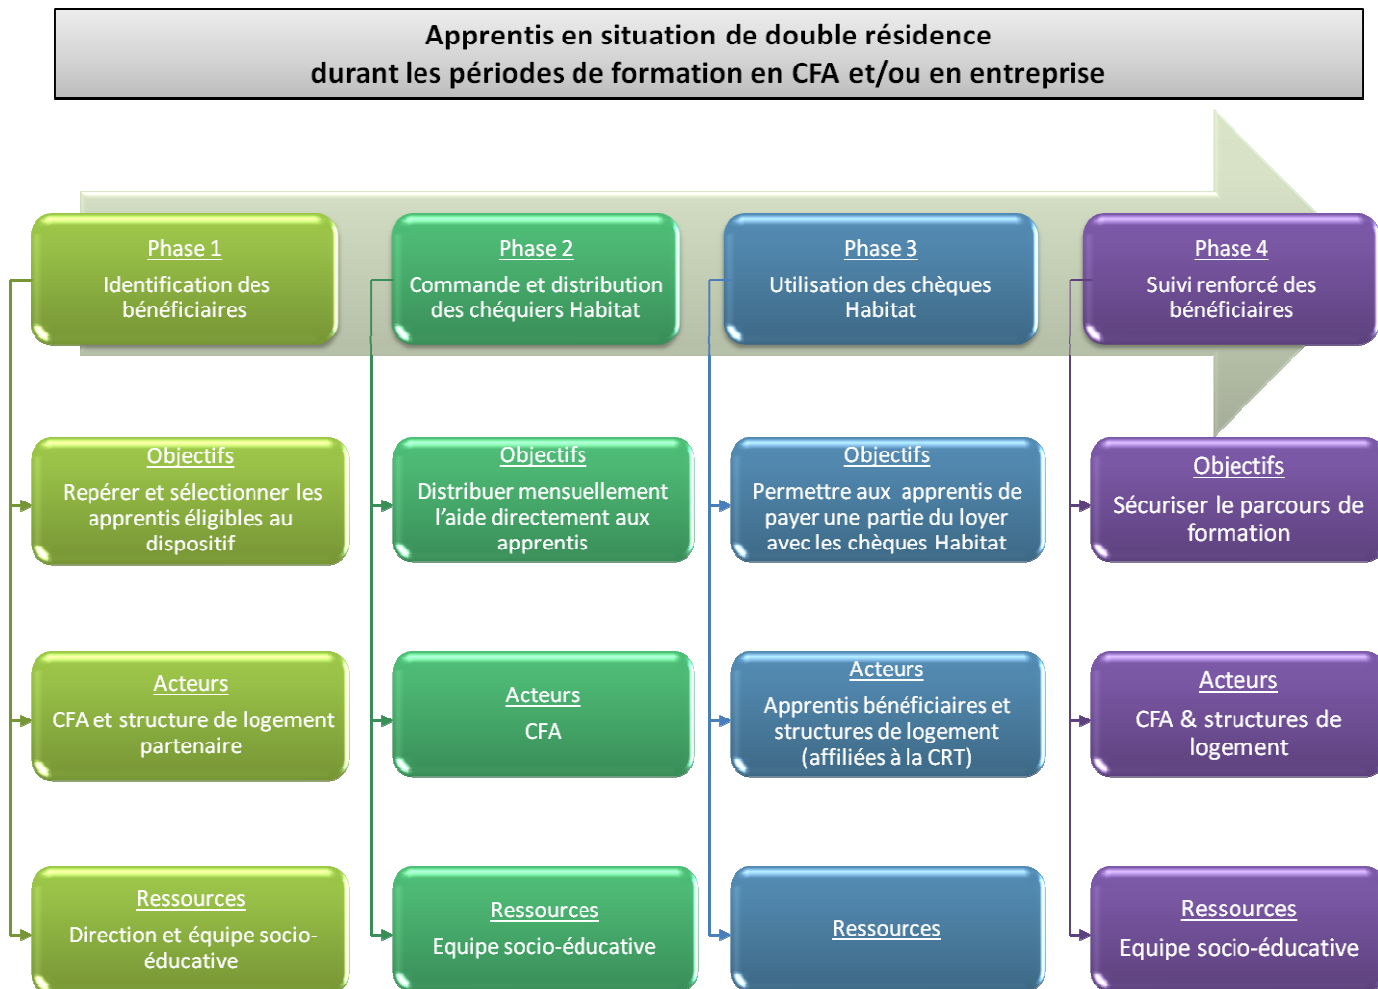 Apprentis en situation de double résidence
durant les périodes de formation en CFA et/ou en entreprise
Phase 1
Identification des
bénéficiaires
Phase 2
Commande et distribution
des chéquiers Habitat
Phase 3
Utilisation des chèques
Habitat
Phase 4
Suivi renforcé des
bénéficiaires
Objectifs
Repérer et sélectionner les
apprentis éligibles au
dispositif
Objectifs
Distribuer mensuellement
l’aide directement aux
apprentis
Objectifs
Permettre aux apprentis de
payer une partie du loyer
avec les chèques Habitat
Objectifs
Sécuriser le parcours de
formation
Acteurs
CFA et structure de logement
partenaire
Acteurs
CFA
Acteurs
Apprentis bénéficiaires et
structures de logement
(affiliées à la CRT)
Acteurs
CFA & structures de
logement
Ressources
Direction et équipe socio-
éducative
Ressources
Equipe socio-éducative
Ressources
Ressources
Equipe socio-éducative